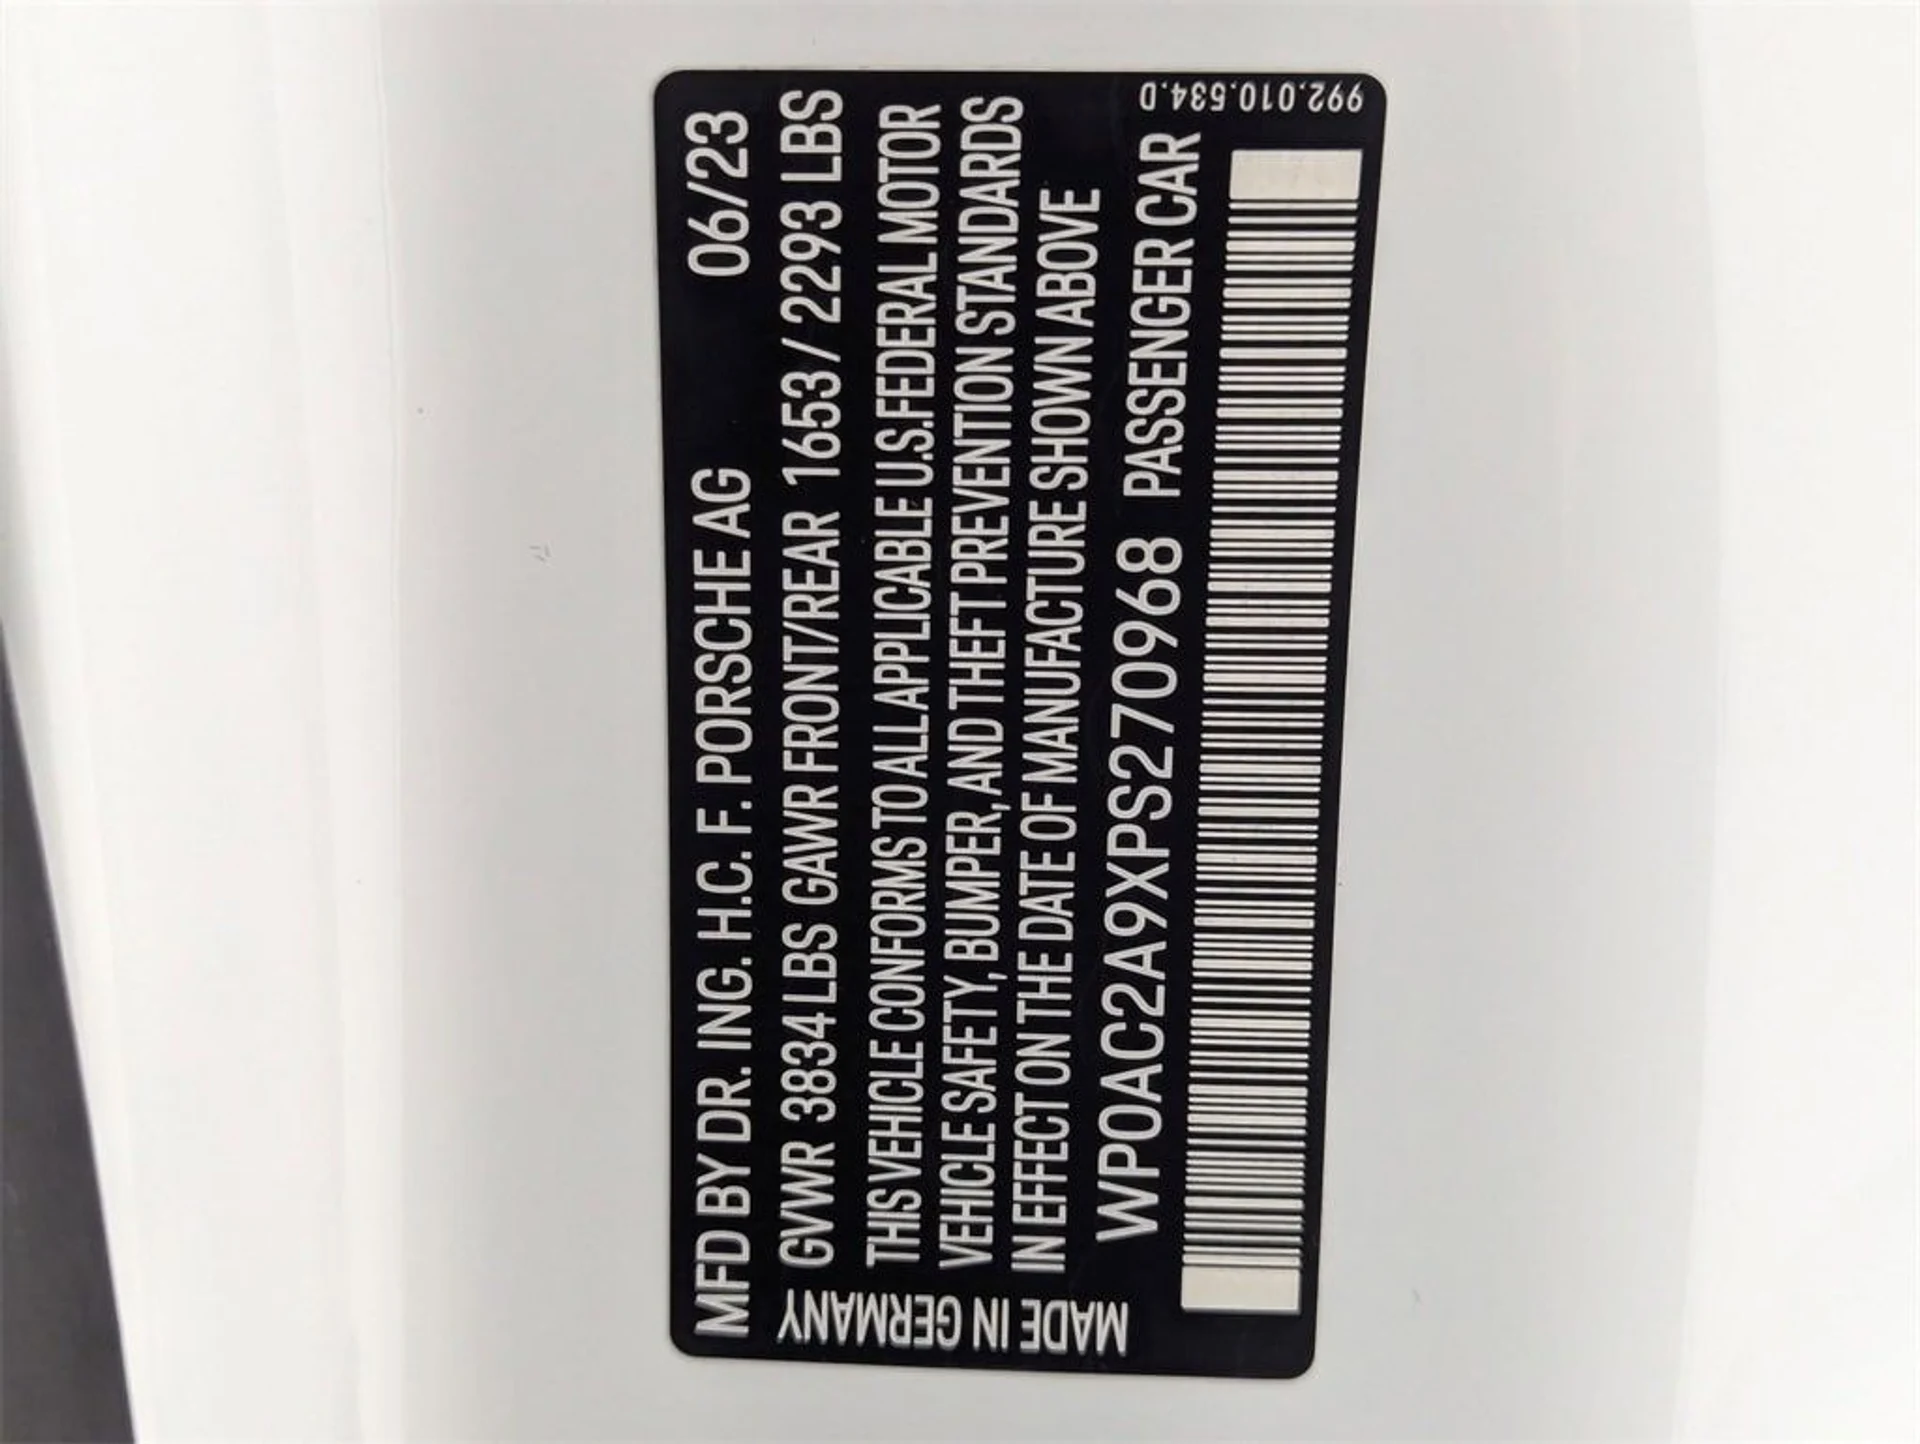 MFD BY DR. ING. H.C. F. PORSCHE AG 06/23
GVWR 3834 LBS GAWR FRONT/REAR 1653 / 2293 LBS
THIS VEHICLE CONFORMS TO ALL APPLICABLE U.S. FEDERAL MOTOR
VEHICLE SAFETY, BUMPER, AND THEFT PREVENTION STANDARDS
IN EFFECT ON THE DATE OF MANUFACTURE SHOWN ABOVE
WP0AC2A9XPS270968 PASSENGER CAR
MADE IN GERMANY
992.010.534.D